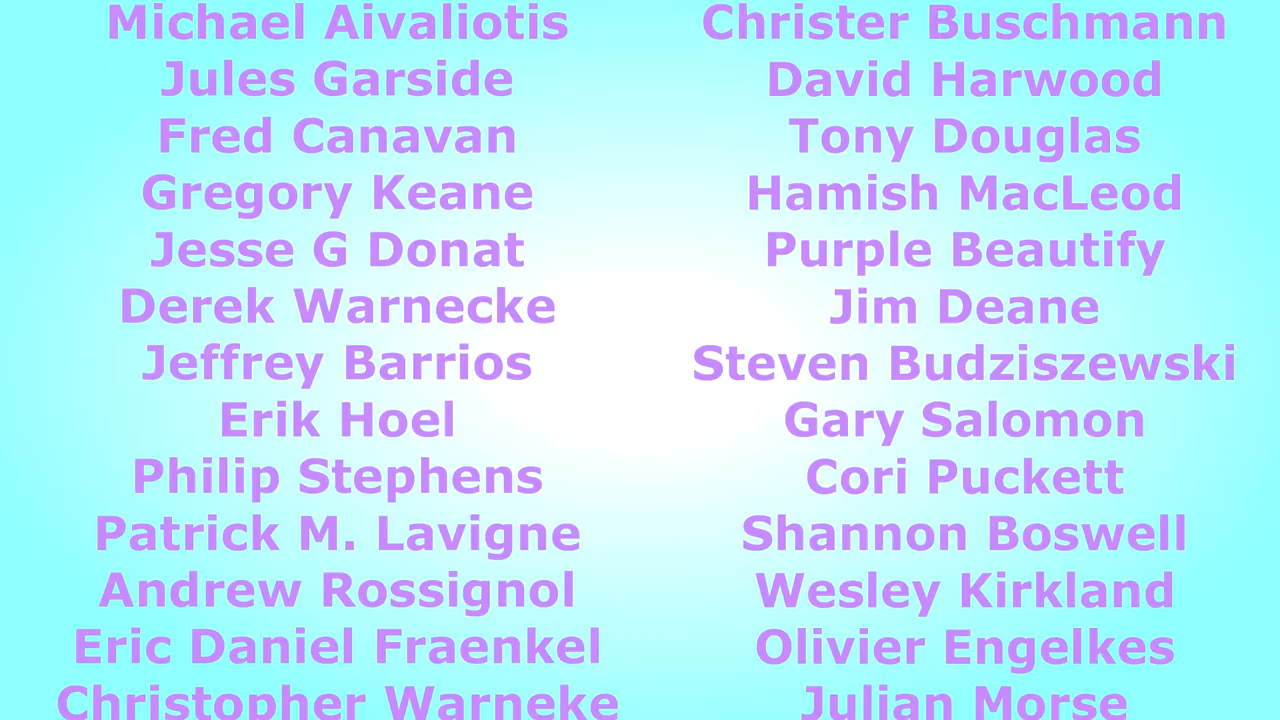 Michael Aivaliotis
Jules Garside
Fred Canavan
Gregory Keane
Jesse G Donat
Derek Warnecke
Jeffrey Barrios
Erik Hoel
Philip Stephens
Patrick M. Lavigne
Andrew Rossignol
Eric Daniel Fraenkel
Christopher Warneke
Christer Buschmann
David Harwood
Tony Douglas
Hamish MacLeod
Purple Beautify
Jim Deane
Steven Budziszewski
Gary Salomon
Cori Puckett
Shannon Boswell
Wesley Kirkland
Olivier Engelkes
Julian Morse